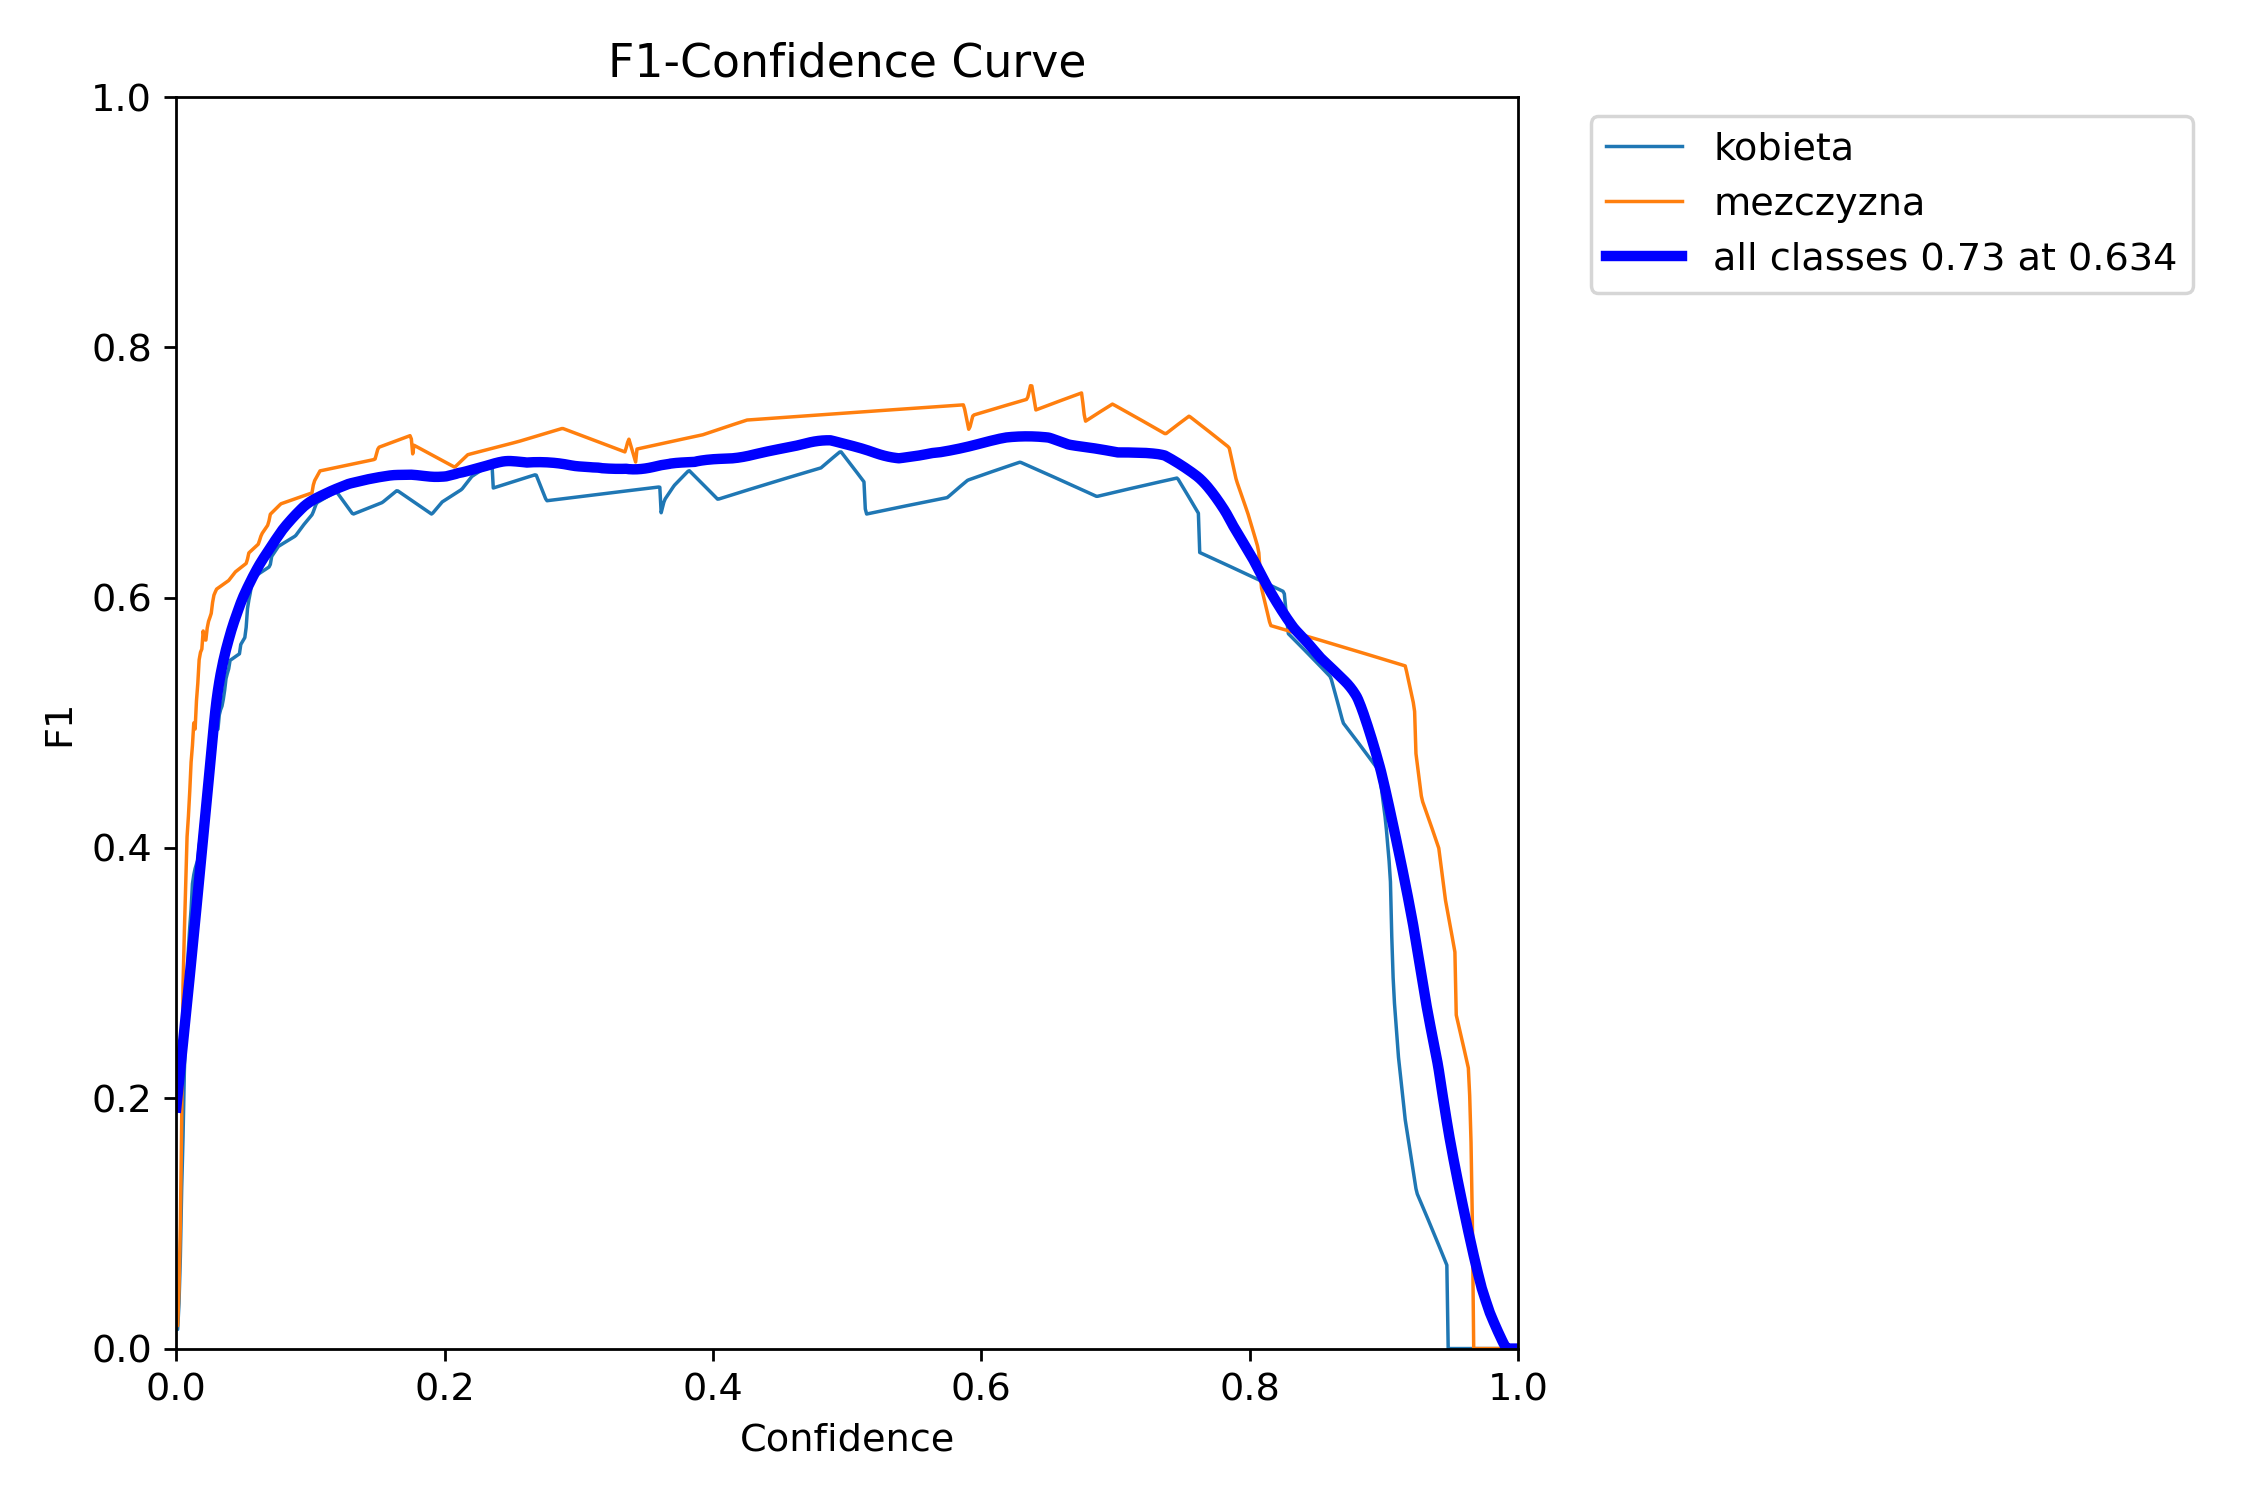 F1-Confidence Curve
1.0
0.8
0.6
0.4
0.2
0.0
F1
0.0 0.2 0.4 0.6 0.8 1.0
Confidence
kobieta
mezczyzna
all classes 0.73 at 0.634